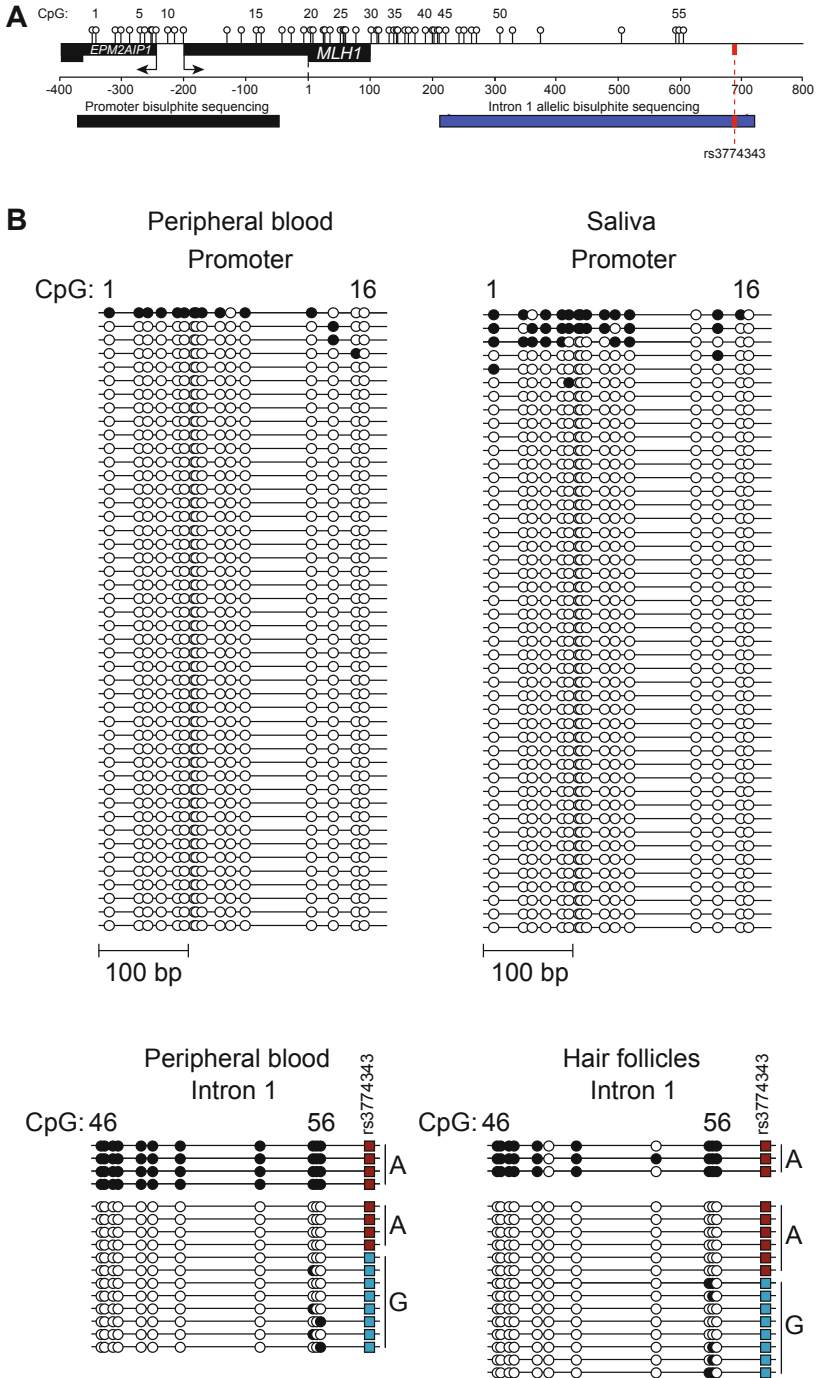 A
CpG: 1 5 10 15 20 25 30 35 40 45 50 55
EPM2AIP1 MLH1
-400 -300 -200 -100 1 100 200 300 400 500 600 700 800
Promoter bisulphite sequencing Intron 1 allelic bisulphite sequencing
rs3774343
B
Peripheral blood Saliva
Promoter Promoter
CpG: 1 16 1 16
100 bp 100 bp
Peripheral blood Hair follicles
Intron 1 Intron 1
rs3774343 rs3774343
CpG: 46 56 CpG: 46 56
A A
A A
G G